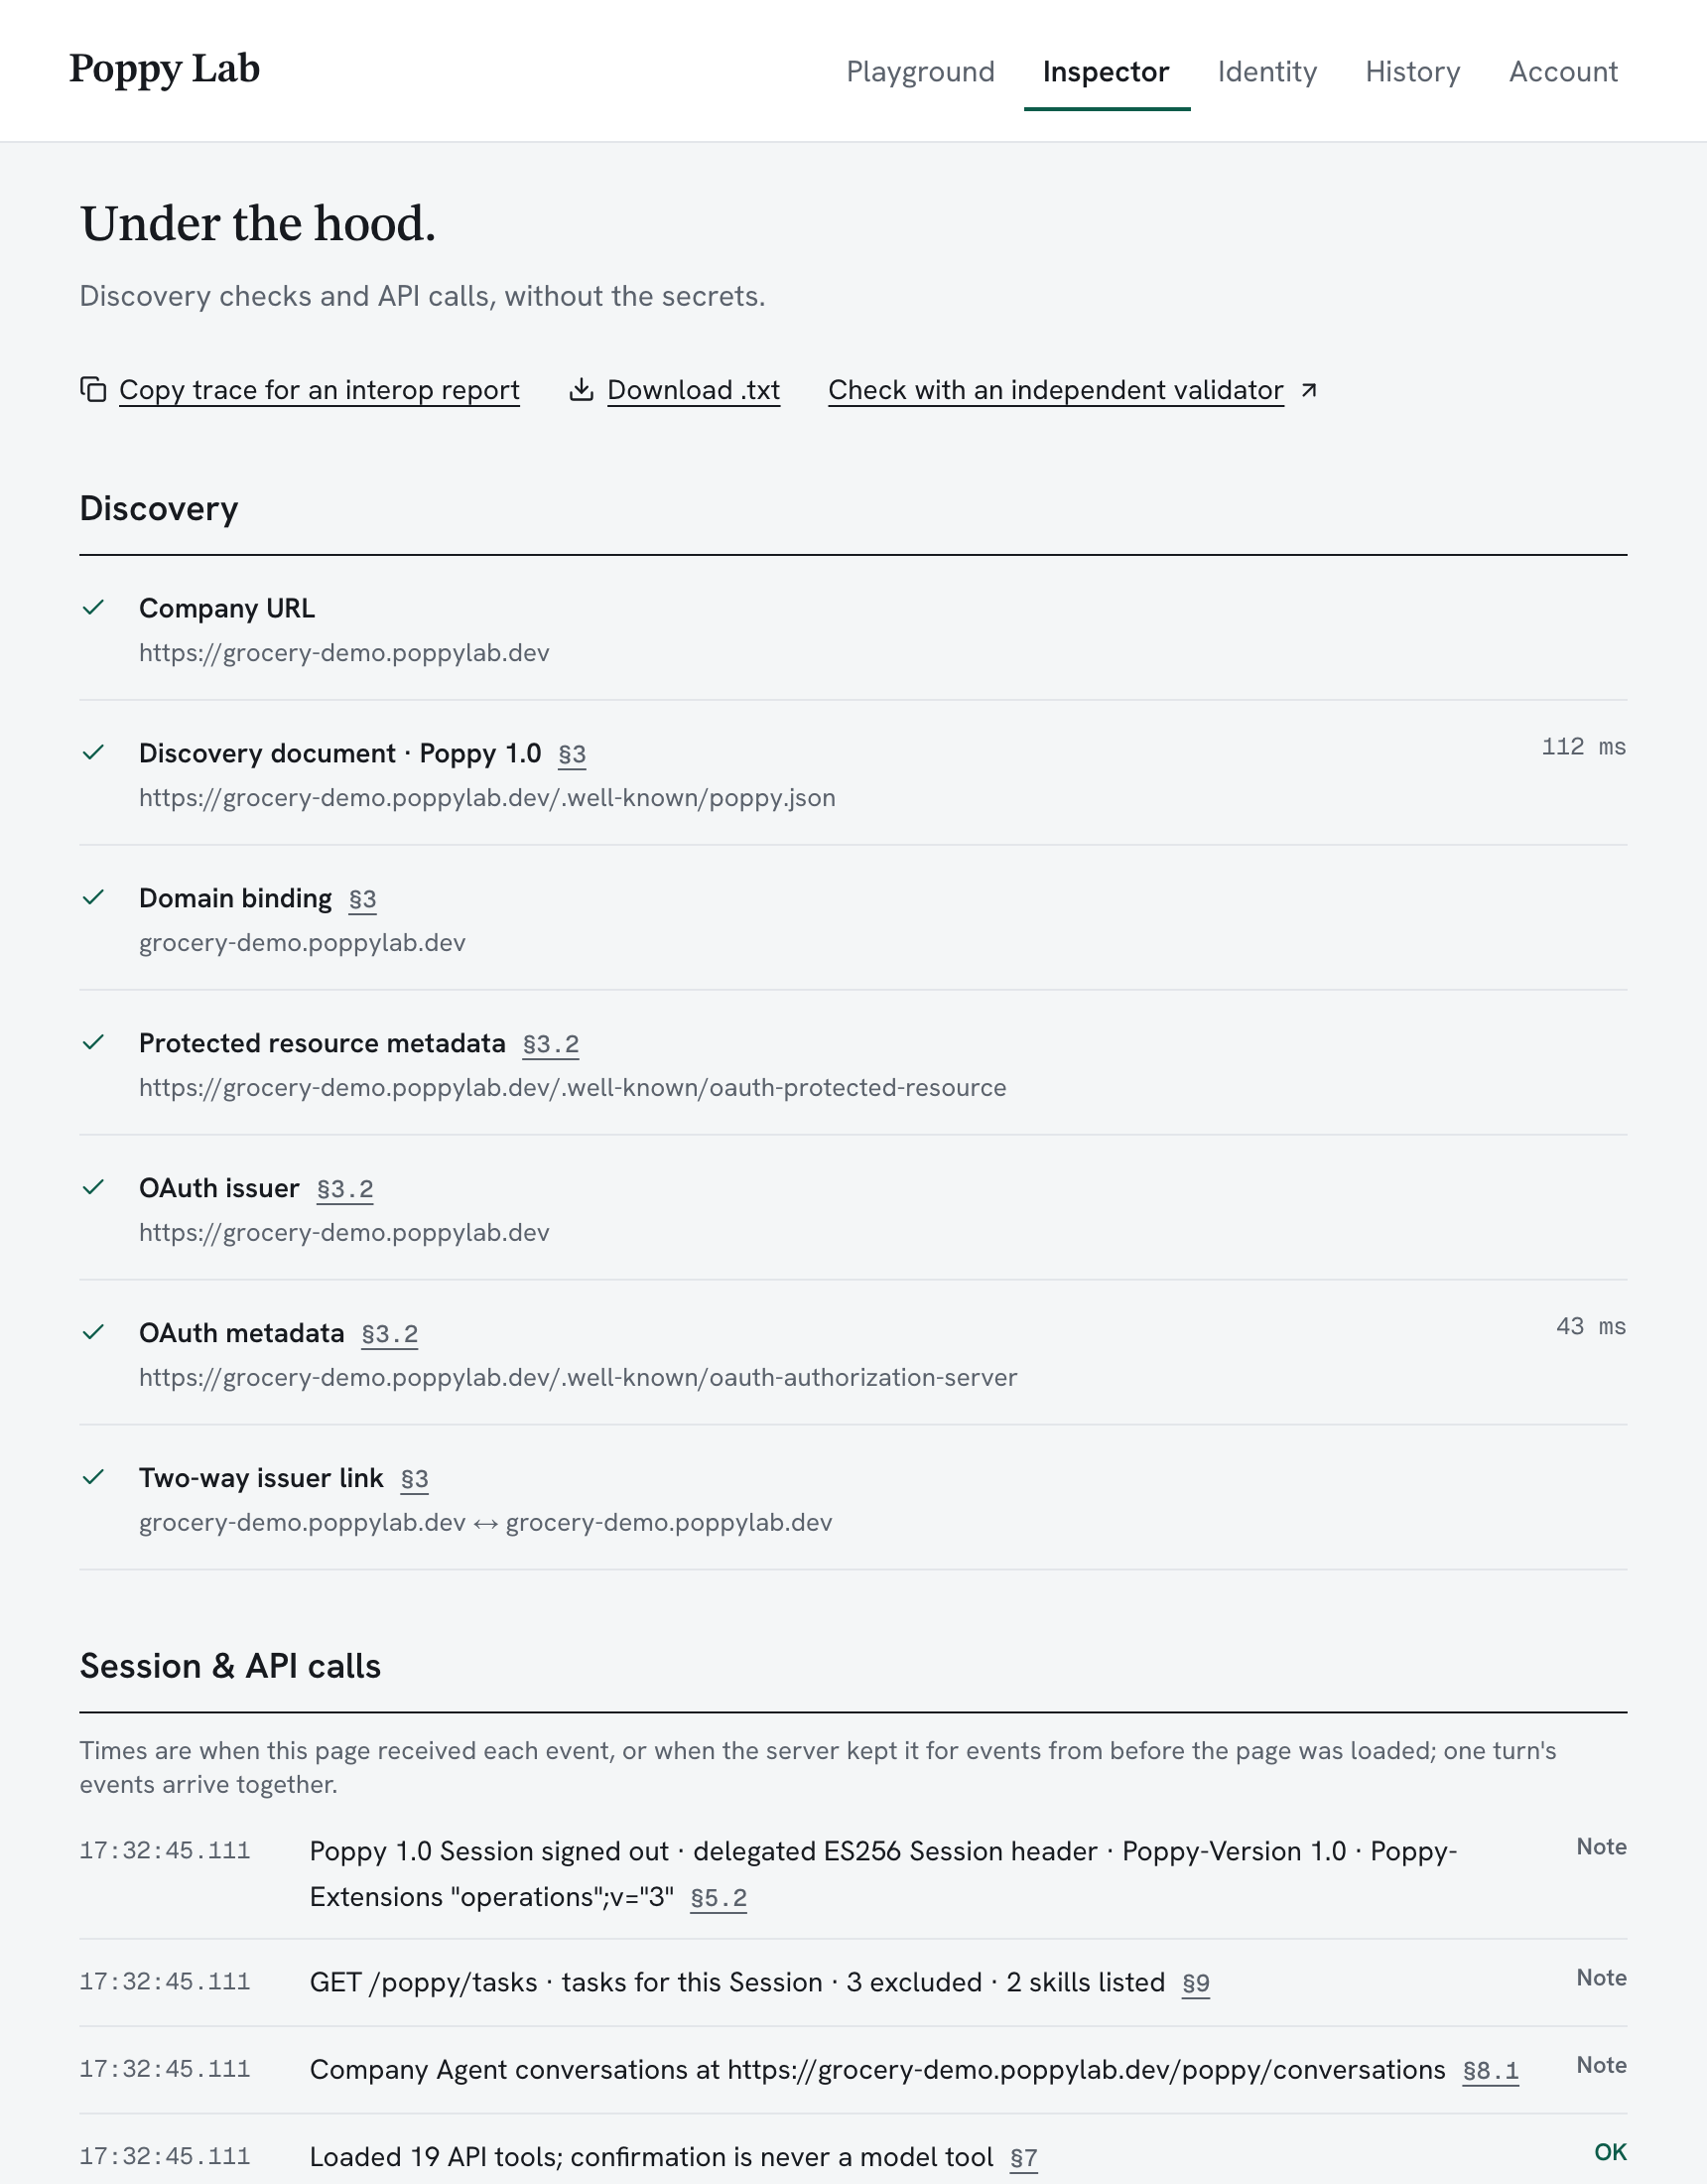 Poppy Lab
Playground
Inspector
Identity
History
Account
Under the hood.
Discovery checks and API calls, without the secrets.
Copy trace for an interop report
Download .txt
Check with an independent validator ↗
Discovery
Company URL
https://grocery-demo.poppylab.dev
Discovery document · Poppy 1.0 §3
112 ms
https://grocery-demo.poppylab.dev/.well-known/poppy.json
Domain binding §3
grocery-demo.poppylab.dev
Protected resource metadata §3.2
https://grocery-demo.poppylab.dev/.well-known/oauth-protected-resource
OAuth issuer §3.2
https://grocery-demo.poppylab.dev
OAuth metadata §3.2
43 ms
https://grocery-demo.poppylab.dev/.well-known/oauth-authorization-server
Two-way issuer link §3
grocery-demo.poppylab.dev ↔ grocery-demo.poppylab.dev
Session & API calls
Times are when this page received each event, or when the server kept it for events from before the page was loaded; one turn's
events arrive together.
17:32:45.111
Poppy 1.0 Session signed out · delegated ES256 Session header · Poppy-Version 1.0 · Poppy-
Extensions "operations";v="3" §5.2
Note
17:32:45.111
GET /poppy/tasks · tasks for this Session · 3 excluded · 2 skills listed §9
Note
17:32:45.111
Company Agent conversations at https://grocery-demo.poppylab.dev/poppy/conversations §8.1
Note
17:32:45.111
Loaded 19 API tools; confirmation is never a model tool §7
OK